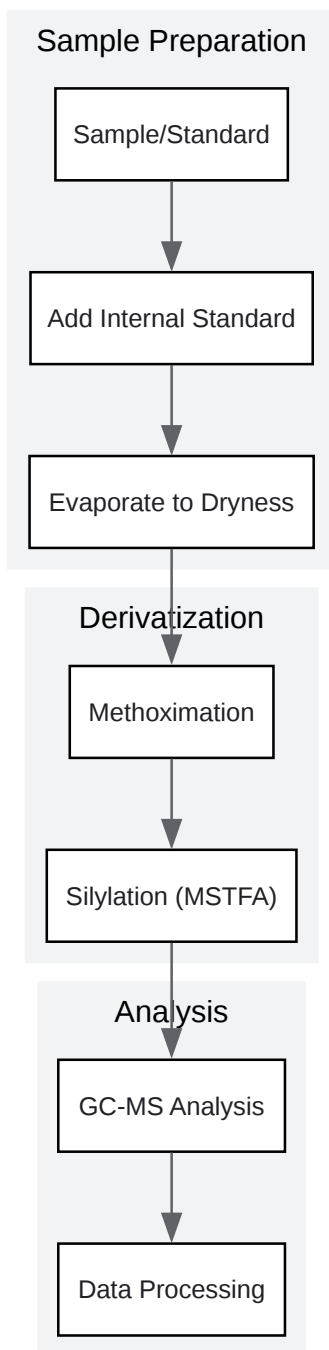 Sample Preparation
Sample/Standard
Add Internal Standard
Evaporate to Dryness
Derivatization
Methoximation
Silylation (MSTFA)
Analysis
GC-MS Analysis
Data Processing